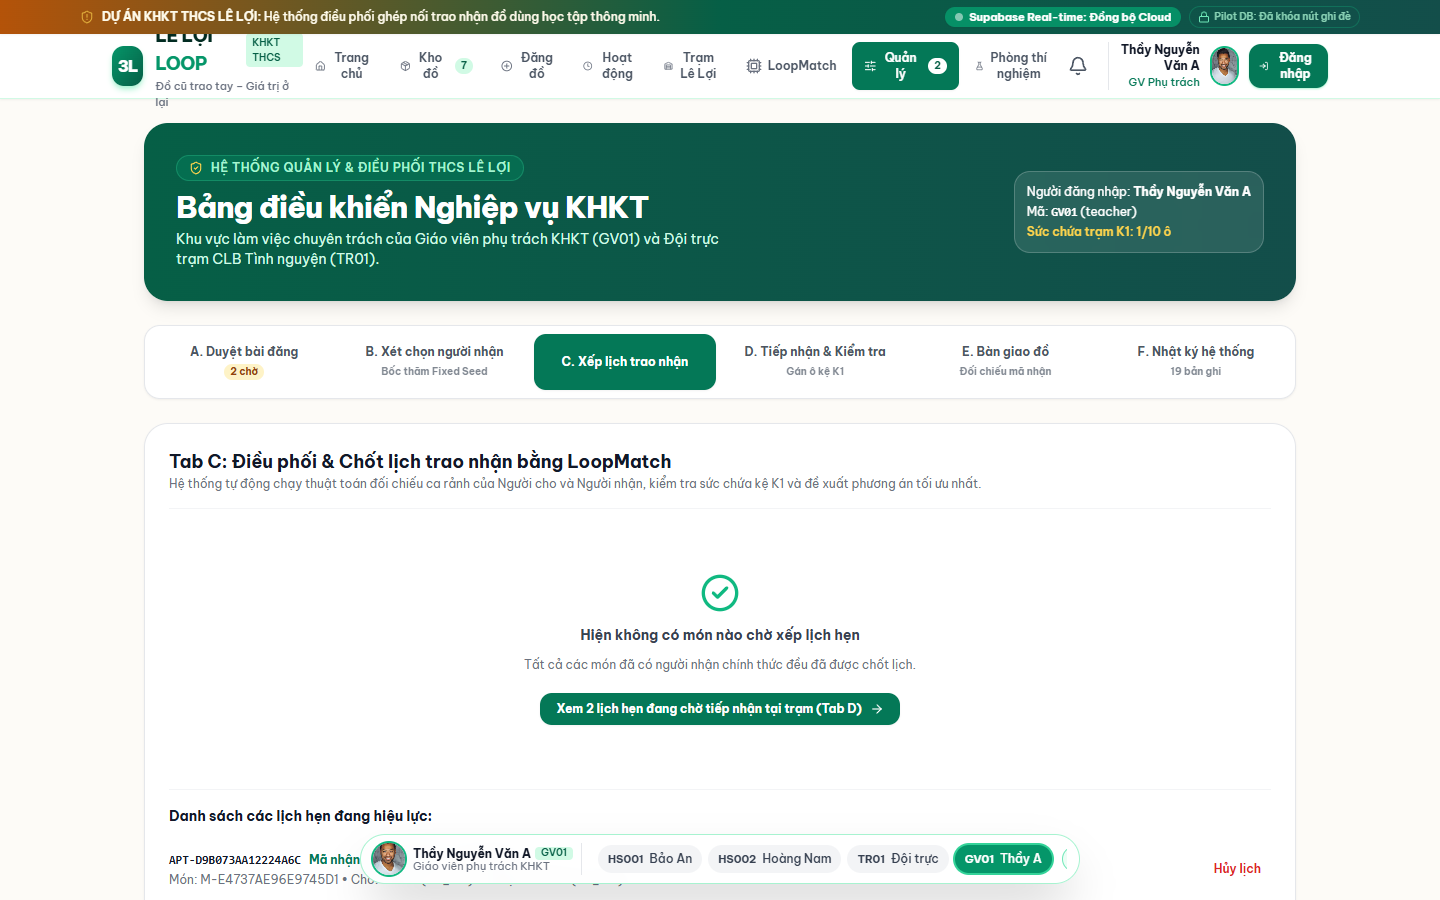 DỰ ÁN KHKT THCS LÊ LỢI: Hệ thống điều phối ghép nối trao nhận đồ dùng học tập thông minh.
Supabase Real-time: Đồng bộ Cloud
Pilot DB: Đã khóa nút ghi đè
3L
LÊ LỢI
LOOP
KHKT
THCS
Đồ cũ trao tay – Giá trị ở
lại
Trang
chủ
Kho
đồ
7
Đăng
đồ
Hoạt
động
Trạm
Lê Lợi
LoopMatch
Quản
lý
2
Phòng thí
nghiệm
Thầy Nguyễn
Văn A
GV Phụ trách
Đăng
nhập
HỆ THỐNG QUẢN LÝ & ĐIỀU PHỐI THCS LÊ LỢI
Bảng điều khiển Nghiệp vụ KHKT
Khu vực làm việc chuyên trách của Giáo viên phụ trách KHKT (GV01) và Đội trực
trạm CLB Tình nguyện (TR01).
Người đăng nhập: Thầy Nguyễn Văn A
Mã: GV01 (teacher)
Sức chứa trạm K1: 1/10 ô
A. Duyệt bài đăng
2 chờ
B. Xét chọn người nhận
Bốc thăm Fixed Seed
C. Xếp lịch trao nhận
D. Tiếp nhận & Kiểm tra
Gán ô kệ K1
E. Bàn giao đồ
Đối chiếu mã nhận
F. Nhật ký hệ thống
19 bản ghi
Tab C: Điều phối & Chốt lịch trao nhận bằng LoopMatch
Hệ thống tự động chạy thuật toán đối chiếu ca rảnh của Người cho và Người nhận, kiểm tra sức chứa kệ K1 và đề xuất phương án tối ưu nhất.
Hiện không có món nào chờ xếp lịch hẹn
Tất cả các món đã có người nhận chính thức đều đã được chốt lịch.
Xem 2 lịch hẹn đang chờ tiếp nhận tại trạm (Tab D)
Danh sách các lịch hẹn đang hiệu lực:
APT-D9B073AA12224A6C Mã nhận
Món: M-E4737AE96E9745D1 • Cho:
Hủy lịch
Thầy Nguyễn Văn A GV01
Giáo viên phụ trách KHKT
HS001 Bảo An
HS002 Hoàng Nam
TR01 Đội trực
GV01 Thầy A